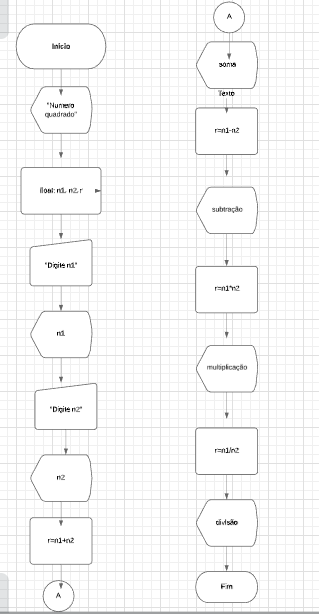 Inicio
"Numero
quadrado"
float: n1, n2, r
"Digite n1"
n1
"Digite n2"
n2
r=n1+n2
A
A
soma
Texto
r=n1-n2
subtração
r=n1*n2
multiplicação
r=n1/n2
divisão
Fim